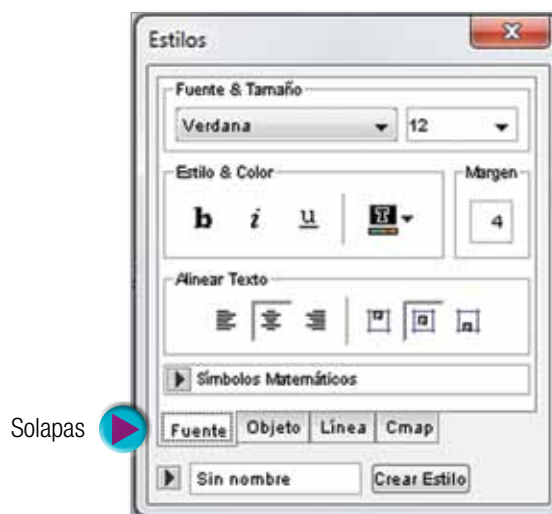 Estilos
Fuente & Tamaño
Verdana 12
Estilo & Color Margen
b i u T 4
Alinear Texto
Símbolos Matemáticos
Solapas
Fuente Objeto Línea Cmap
Sin nombre Crear Estilo